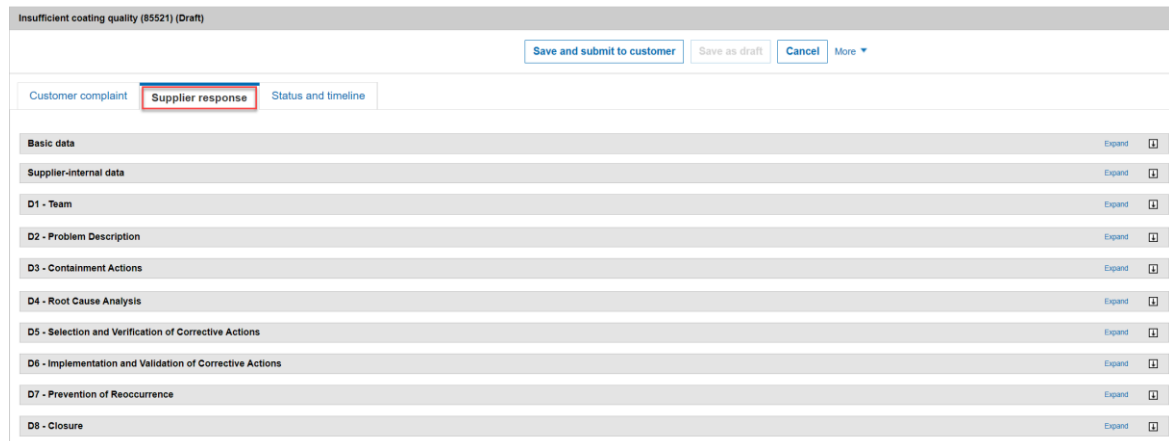 Insufficient coating quality (85521) (Draft)
Save and submit to customer Save as draft Cancel More
Customer complaint Supplier response Status and timeline
Basic data Expand
Supplier-internal data Expand
D1 - Team Expand
D2 - Problem Description Expand
D3 - Containment Actions Expand
D4 - Root Cause Analysis Expand
D5 - Selection and Verification of Corrective Actions Expand
D6 - Implementation and Validation of Corrective Actions Expand
D7 - Prevention of Reoccurrence Expand
D8 - Closure Expand